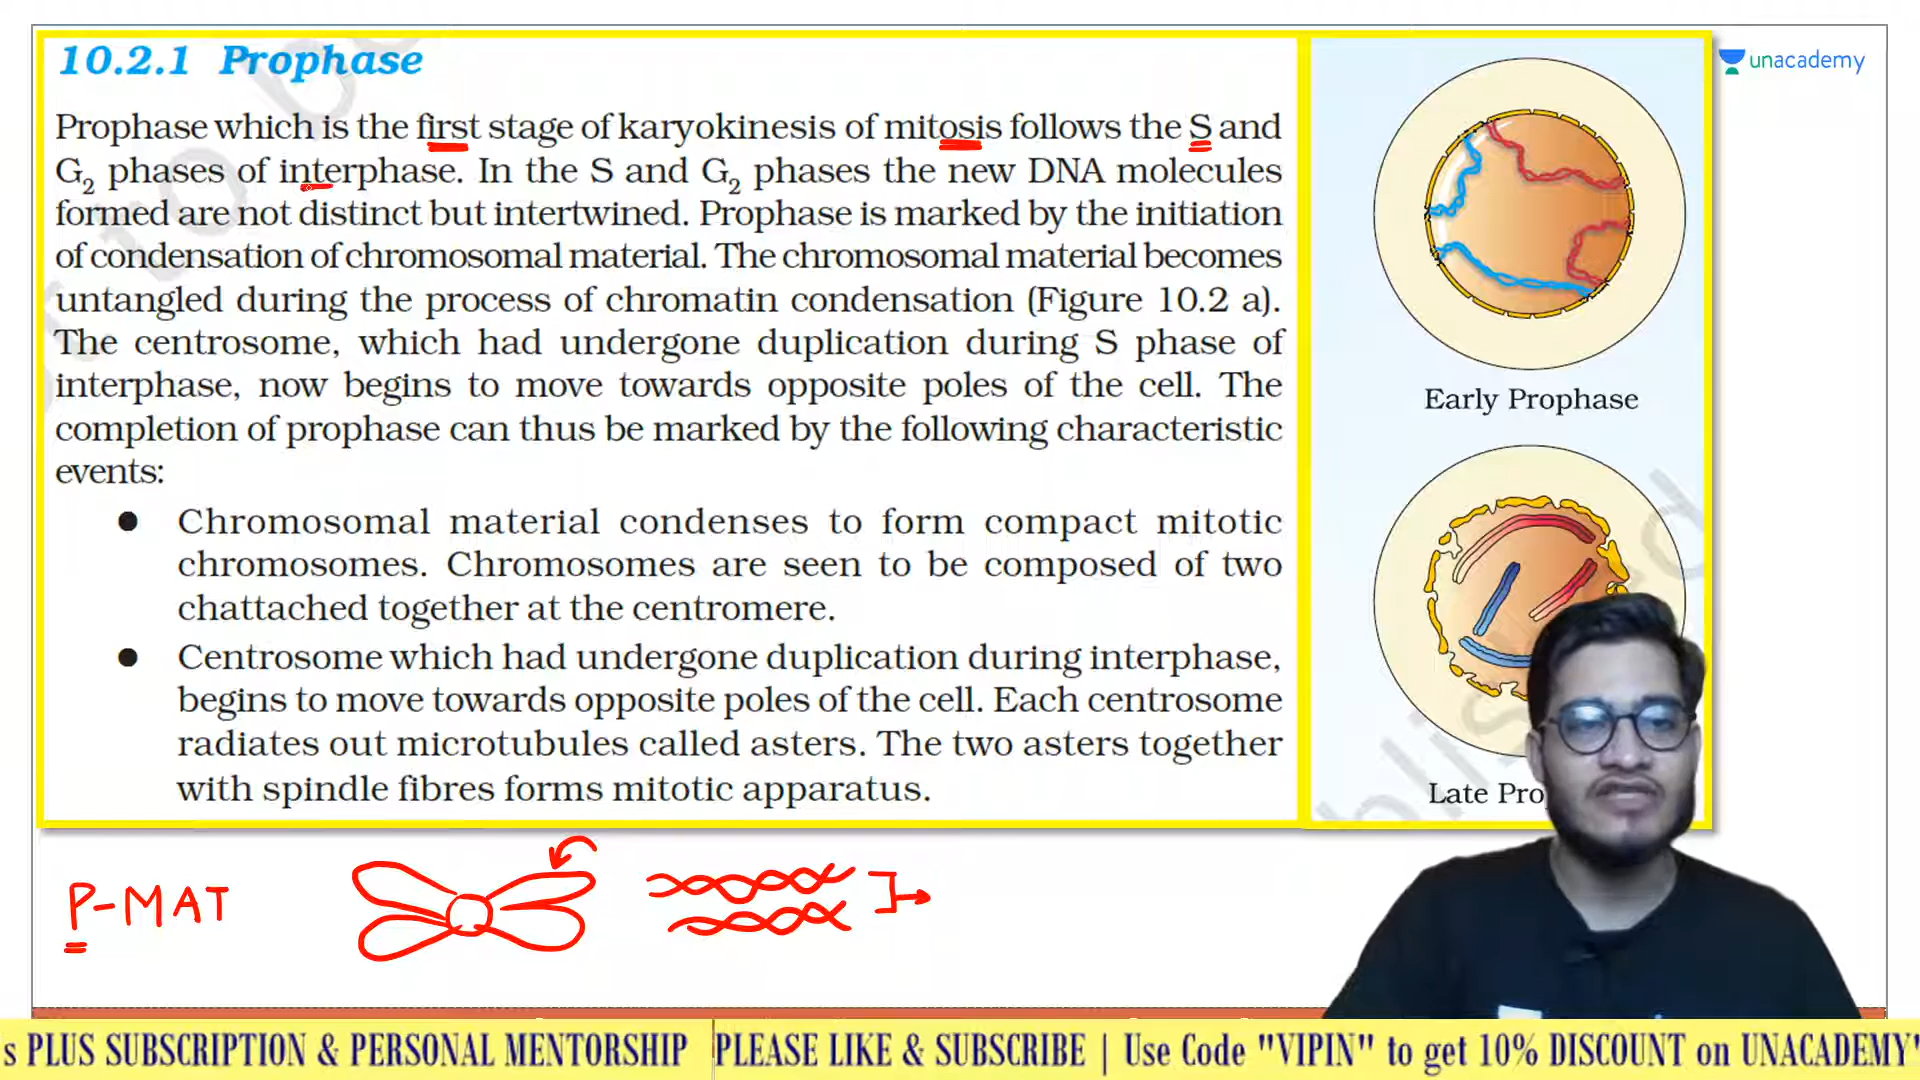 10.2.1 Prophase
unacademy
Prophase which is the first stage of karyokinesis of mitosis follows the S and
G₂ phases of interphase. In the S and G₂ phases the new DNA molecules
formed are not distinct but intertwined. Prophase is marked by the initiation
of condensation of chromosomal material. The chromosomal material becomes
untangled during the process of chromatin condensation (Figure 10.2 a).
The centrosome, which had undergone duplication during S phase of
interphase, now begins to move towards opposite poles of the cell. The
completion of prophase can thus be marked by the following characteristic
events:
● Chromosomal material condenses to form compact mitotic
chromosomes. Chromosomes are seen to be composed of two
chattached together at the centromere.
● Centrosome which had undergone duplication during interphase,
begins to move towards opposite poles of the cell. Each centrosome
radiates out microtubules called asters. The two asters together
with spindle fibres forms mitotic apparatus.
Early Prophase
Late Pro
P-MAT
s PLUS SUBSCRIPTION & PERSONAL MENTORSHIP PLEASE LIKE & SUBSCRIBE | Use Code "VIPIN" to get 10% DISCOUNT on UNACADEMY"